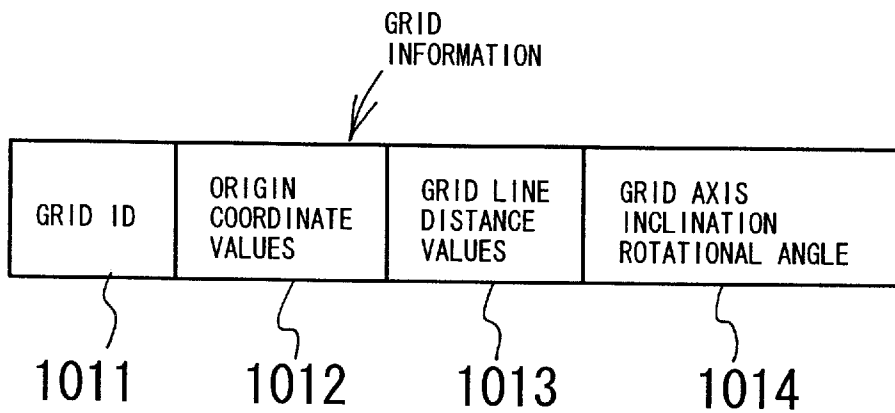 GRID
INFORMATION
GRID ID
ORIGIN
COORDINATE
VALUES
GRID LINE
DISTANCE
VALUES
GRID AXIS
INCLINATION
ROTATIONAL ANGLE
1011
1012
1013
1014